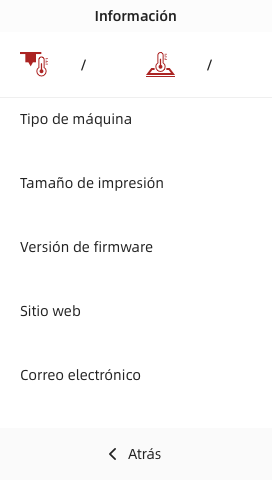 Información
/ /
Tipo de máquina
Tamaño de impresión
Versión de firmware
Sitio web
Correo electrónico
Atrás